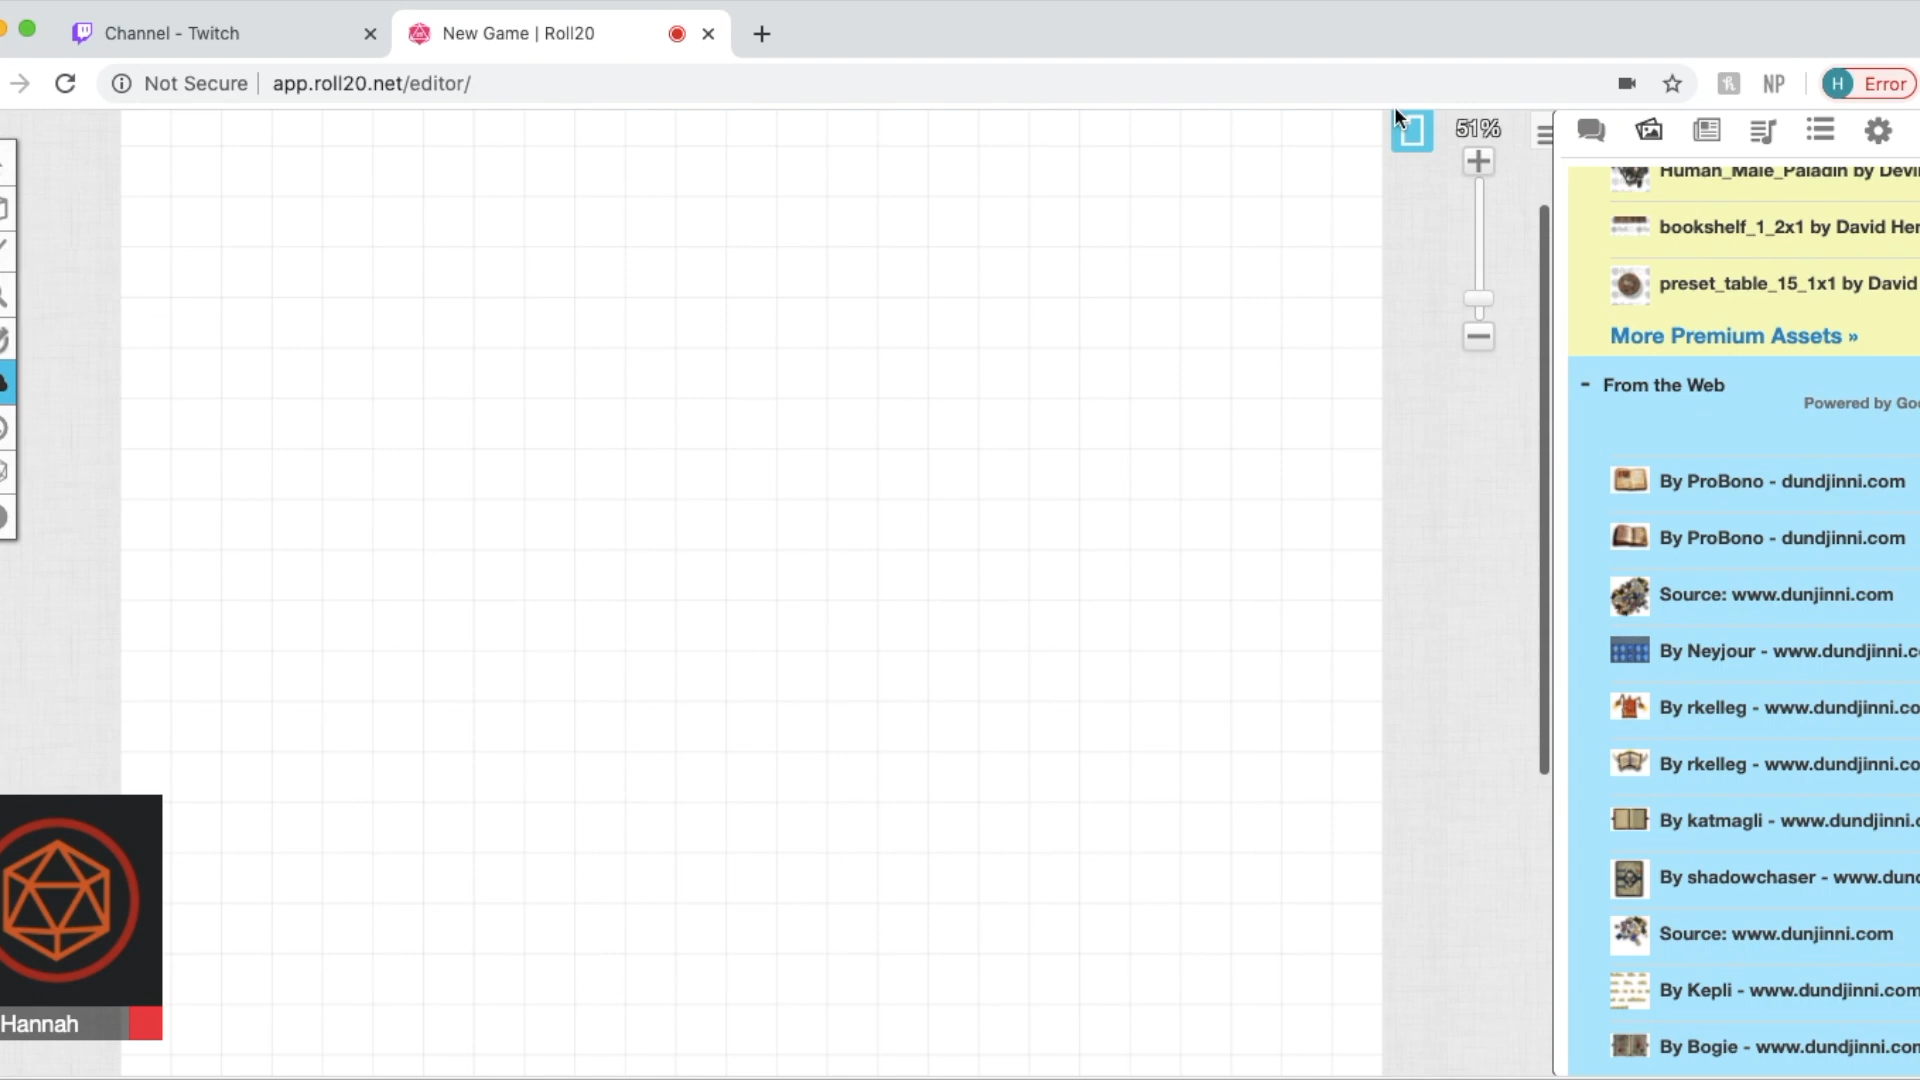 Channel - Twitch
New Game | Roll20
Not Secure
app.roll20.net/editor/
NP
H
Error
51%
Human_Male_Paladin by Devi
bookshelf_1_2x1 by David Her
preset_table_15_1x1 by David
More Premium Assets »
- From the Web
Powered by Goo
By ProBono - dundjinni.com
By ProBono - dundjinni.com
Source: www.dunjinni.com
By Neyjour - www.dundjinni.c
By rkelleg - www.dundjinni.co
By rkelleg - www.dundjinni.co
By katmagli - www.dundjinni.c
By shadowchaser - www.dund
Source: www.dunjinni.com
By Kepli - www.dundjinni.com
By Bogie - www.dundjinni.com
Hannah